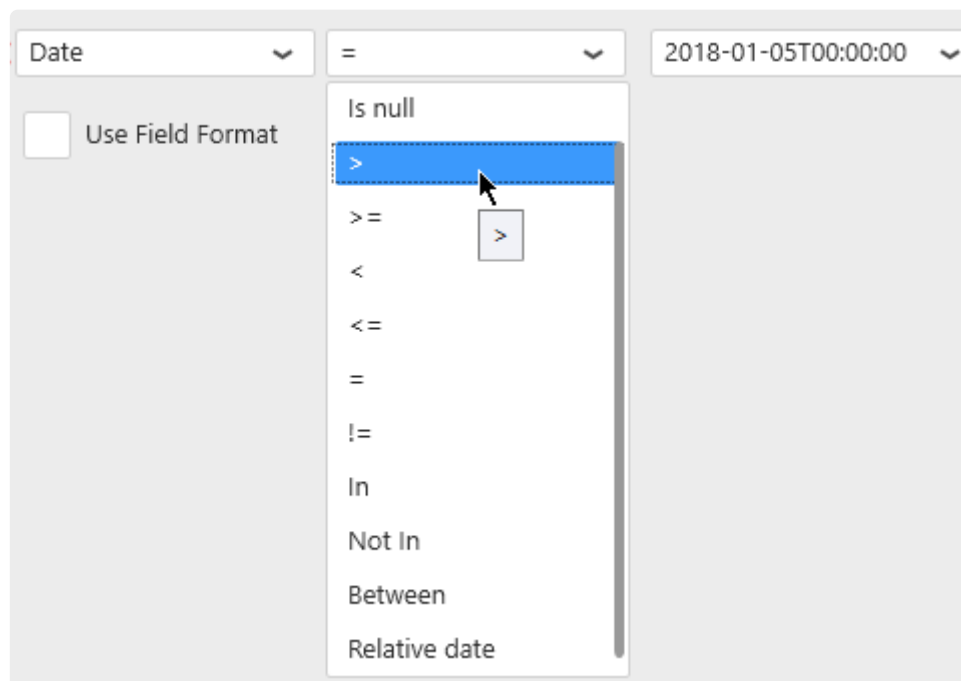 Date
=
2018-01-05T00:00:00
Use Field Format
Is null
>
>
>=
<
<=
=
!=
In
Not In
Between
Relative date